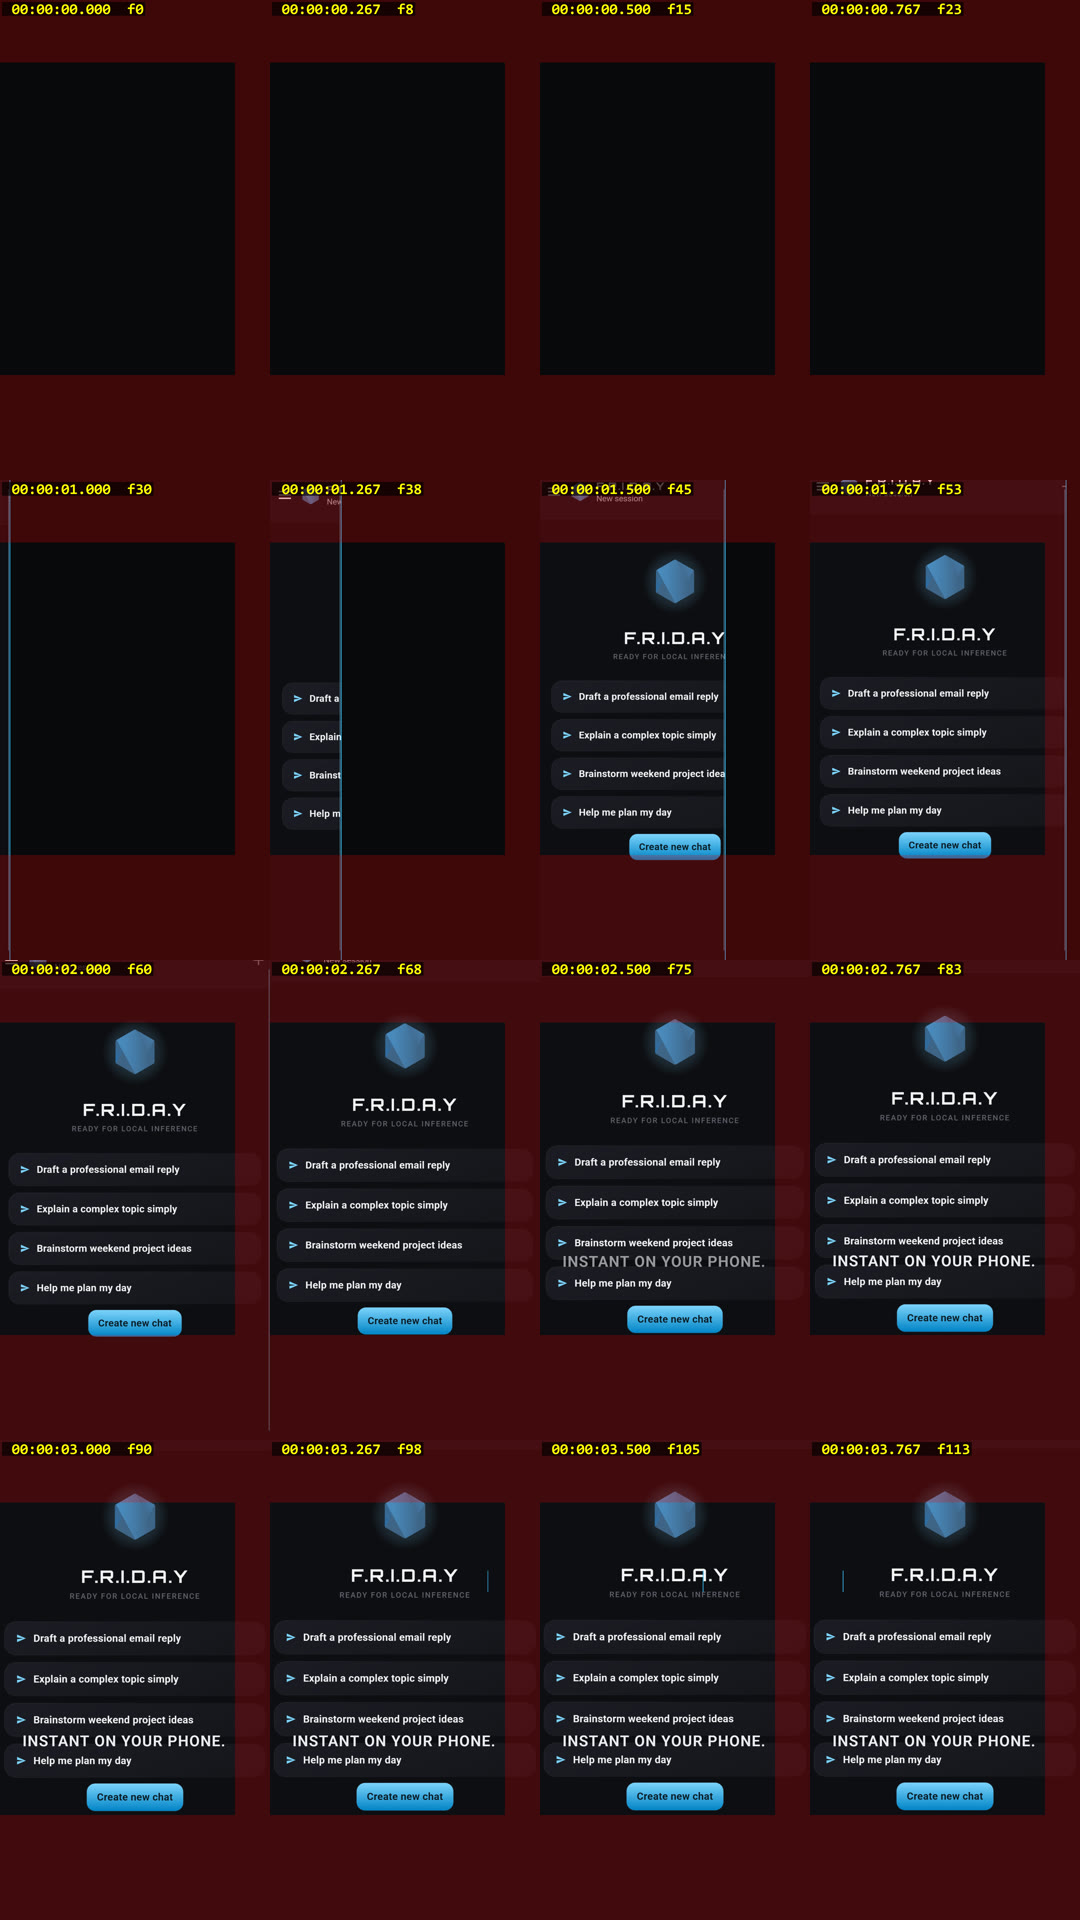 00:00:00.000 f0
00:00:00.267 f8
00:00:00.500 f15
00:00:00.767 f23
00:00:01.000 f30
00:00:01.267 f38
New
Draft a
Explain
Brainst
Help m
00:00:01.500 f45
New session
F.R.I.D.A.Y
READY FOR LOCAL INFEREN
Draft a professional email reply
Explain a complex topic simply
Brainstorm weekend project idea
Help me plan my day
Create new chat
00:00:01.767 f53
F.R.I.D.A.Y
READY FOR LOCAL INFERENCE
Draft a professional email reply
Explain a complex topic simply
Brainstorm weekend project ideas
Help me plan my day
Create new chat
00:00:02.000 f60
F.R.I.D.A.Y
READY FOR LOCAL INFERENCE
Draft a professional email reply
Explain a complex topic simply
Brainstorm weekend project ideas
Help me plan my day
Create new chat
00:00:02.267 f68
F.R.I.D.A.Y
READY FOR LOCAL INFERENCE
Draft a professional email reply
Explain a complex topic simply
Brainstorm weekend project ideas
Help me plan my day
Create new chat
00:00:02.500 f75
F.R.I.D.A.Y
READY FOR LOCAL INFERENCE
Draft a professional email reply
Explain a complex topic simply
Brainstorm weekend project ideas
INSTANT ON YOUR PHONE.
Help me plan my day
Create new chat
00:00:02.767 f83
F.R.I.D.A.Y
READY FOR LOCAL INFERENCE
Draft a professional email reply
Explain a complex topic simply
Brainstorm weekend project ideas
INSTANT ON YOUR PHONE.
Help me plan my day
Create new chat
00:00:03.000 f90
F.R.I.D.A.Y
READY FOR LOCAL INFERENCE
Draft a professional email reply
Explain a complex topic simply
Brainstorm weekend project ideas
INSTANT ON YOUR PHONE.
Help me plan my day
Create new chat
00:00:03.267 f98
F.R.I.D.A.Y
READY FOR LOCAL INFERENCE
Draft a professional email reply
Explain a complex topic simply
Brainstorm weekend project ideas
INSTANT ON YOUR PHONE.
Help me plan my day
Create new chat
00:00:03.500 f105
F.R.I.D.A.Y
READY FOR LOCAL INFERENCE
Draft a professional email reply
Explain a complex topic simply
Brainstorm weekend project ideas
INSTANT ON YOUR PHONE.
Help me plan my day
Create new chat
00:00:03.767 f113
F.R.I.D.A.Y
READY FOR LOCAL INFERENCE
Draft a professional email reply
Explain a complex topic simply
Brainstorm weekend project ideas
INSTANT ON YOUR PHONE.
Help me plan my day
Create new chat